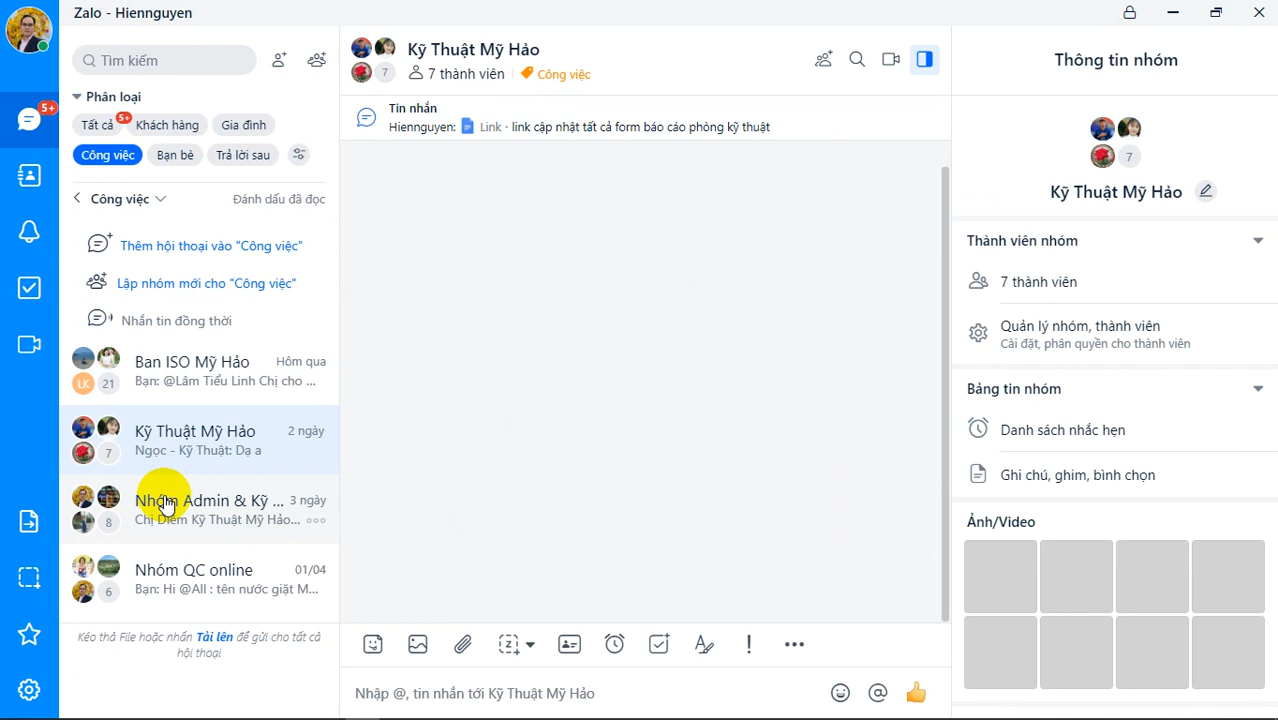 Zalo - Hiennguyen
5+
Tìm kiếm
Phân loại
Tất cả 5+ Khách hàng Gia đình
Công việc Bạn bè Trả lời sau
Công việc Đánh dấu đã đọc
Thêm hội thoại vào "Công việc"
Lập nhóm mới cho "Công việc"
Nhắn tin đồng thời
Ban ISO Mỹ Hảo Hôm qua
LK 21 Bạn: @Lâm Tiểu Linh Chị cho ...
Kỹ Thuật Mỹ Hảo 2 ngày
7 Ngọc - Kỹ Thuật: Dạ a
Nhóm Admin & Kỹ ... 3 ngày
8 Chị Diễm Kỹ Thuật Mỹ Hảo...
Nhóm QC online 01/04
6 Bạn: Hi @All : tên nước giặt M...
Kéo thả File hoặc nhấn Tải lên để gửi cho tất cả
hội thoại
Kỹ Thuật Mỹ Hảo
7 7 thành viên Công việc
Tin nhắn
Hiennguyen: Link · link cập nhật tất cả form báo cáo phòng kỹ thuật
Nhập @, tin nhắn tới Kỹ Thuật Mỹ Hảo
Thông tin nhóm
7
Kỹ Thuật Mỹ Hảo
Thành viên nhóm
7 thành viên
Quản lý nhóm, thành viên
Cài đặt, phân quyền cho thành viên
Bảng tin nhóm
Danh sách nhắc hẹn
Ghi chú, ghim, bình chọn
Ảnh/Video